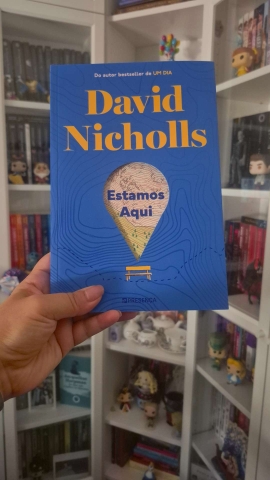 Do autor bestseller de UM DIA
David
Nicholls
Estamos
Aqui